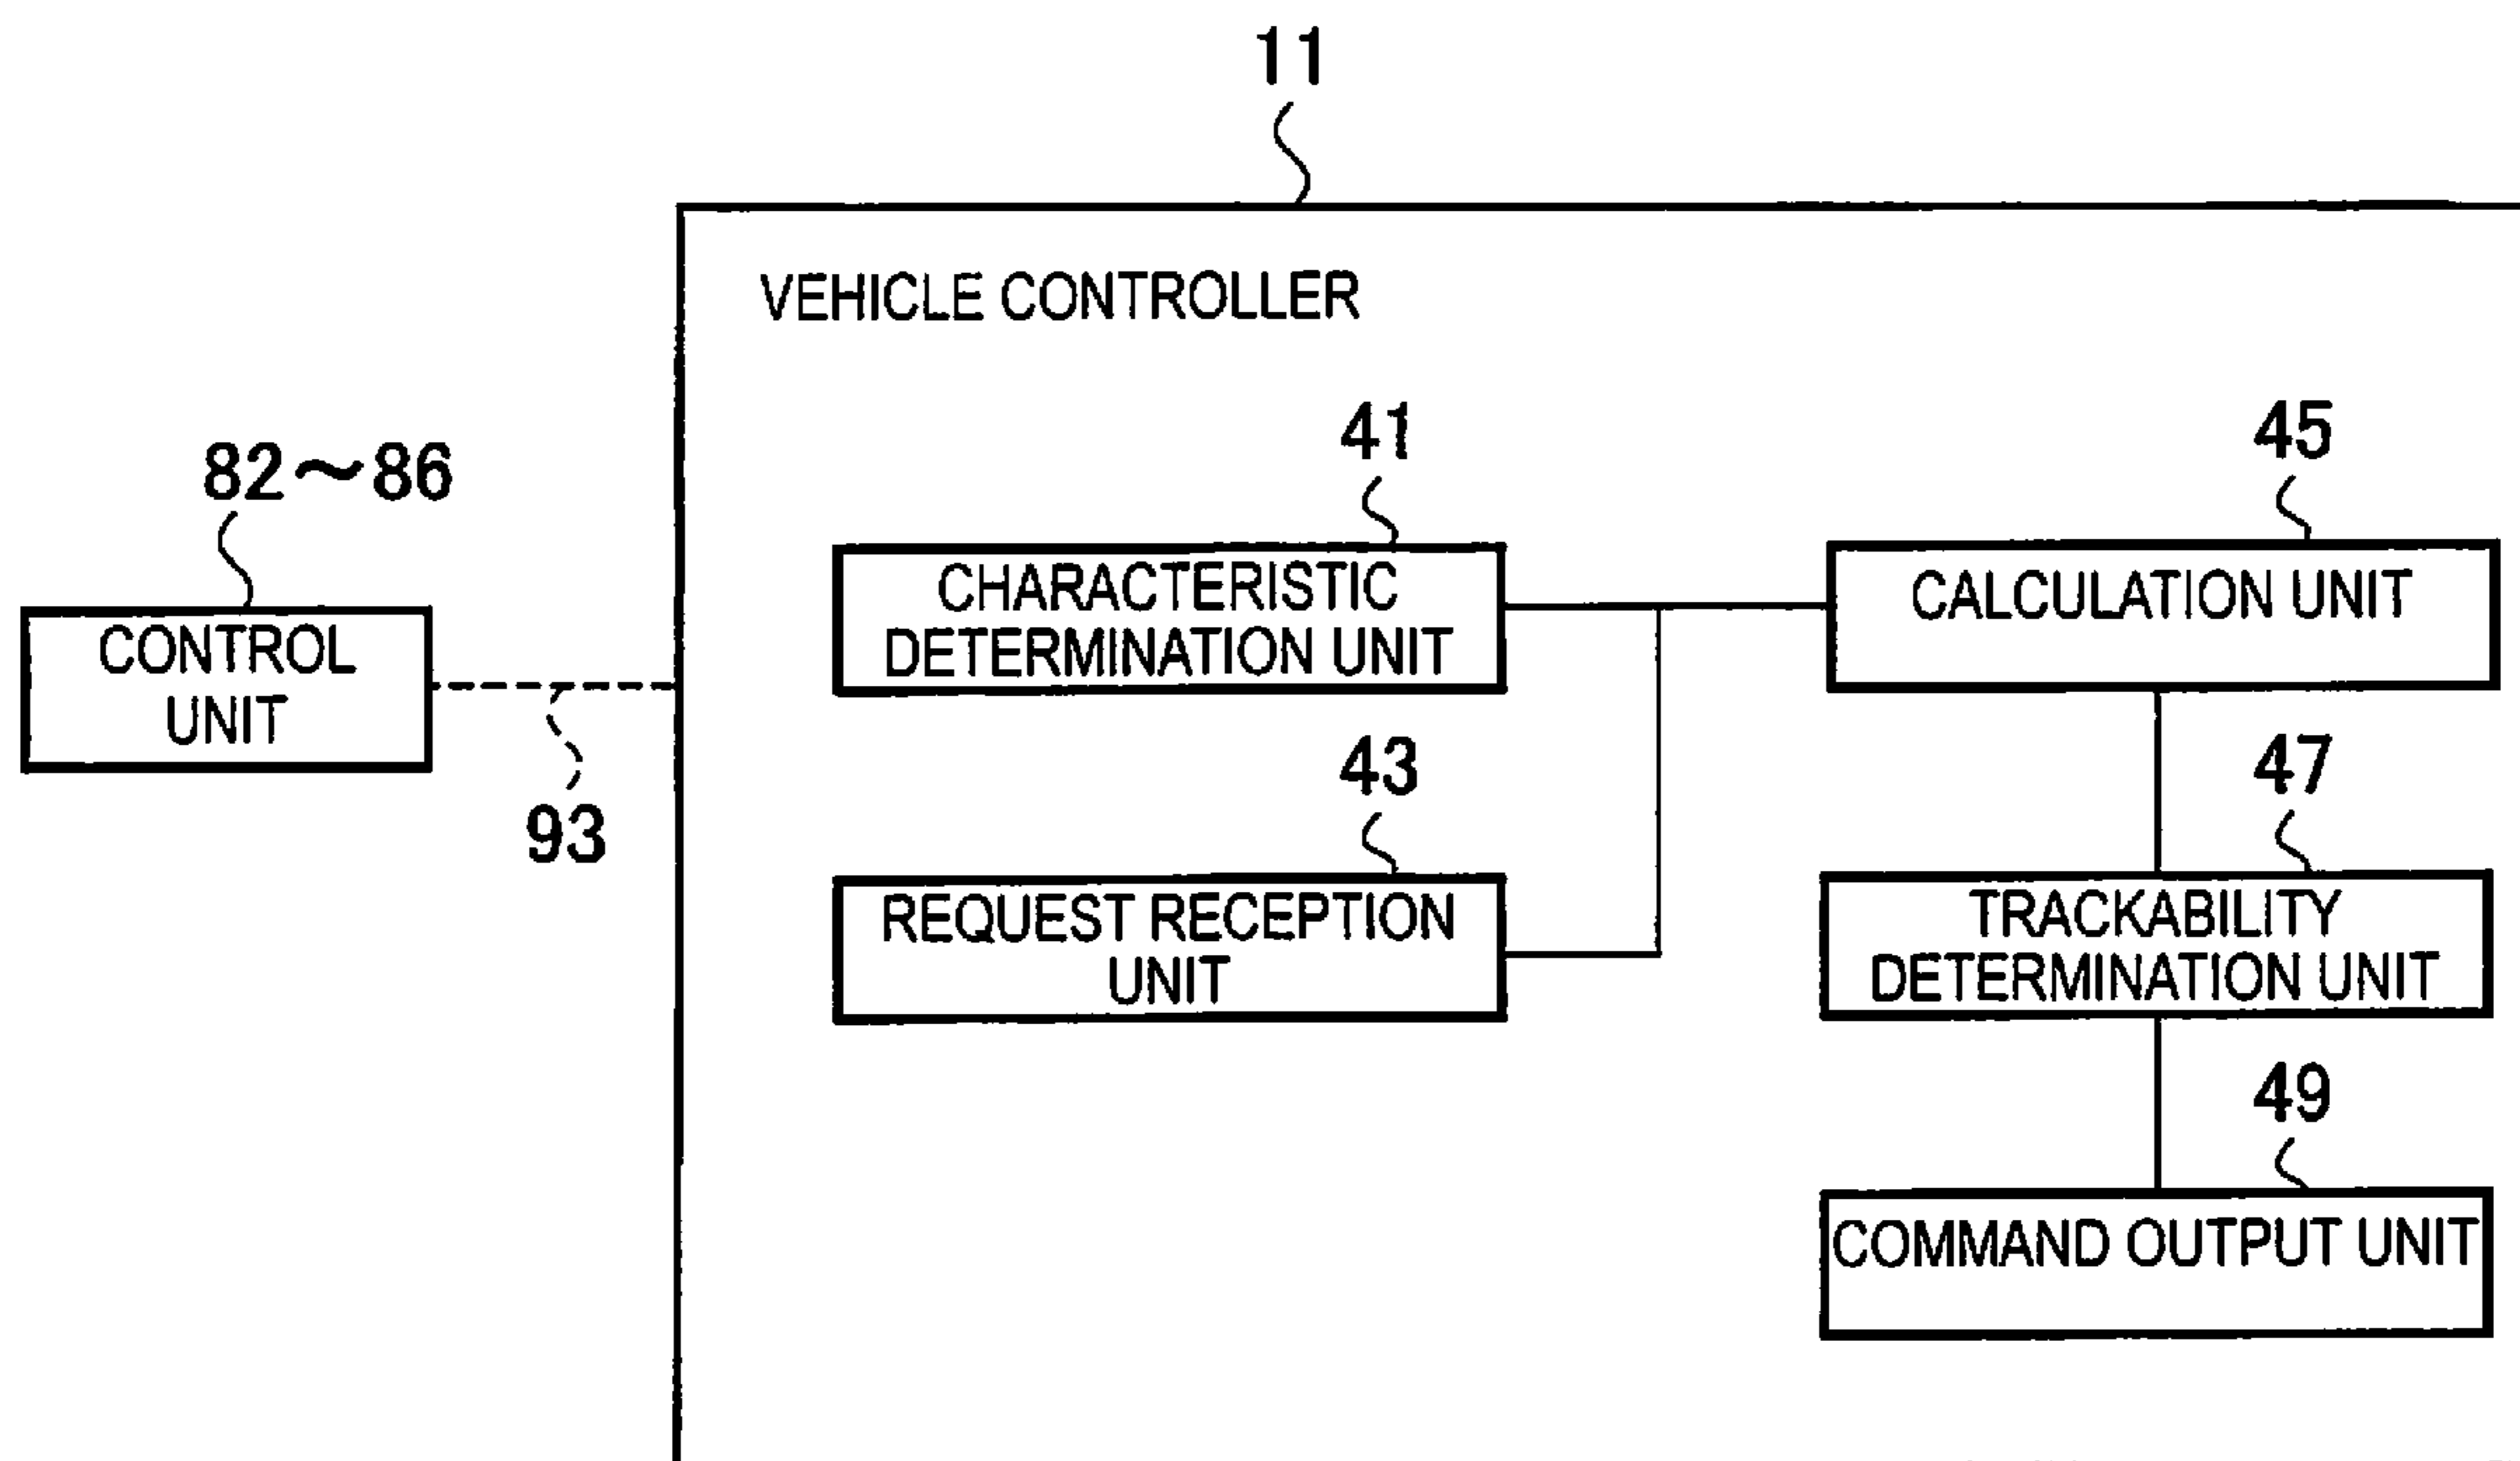 11
VEHICLE CONTROLLER
82～86
CONTROL
UNIT
93
41
CHARACTERISTIC
DETERMINATION UNIT
43
REQUEST RECEPTION
UNIT
45
CALCULATION UNIT
47
TRACKABILITY
DETERMINATION UNIT
49
COMMAND OUTPUT UNIT